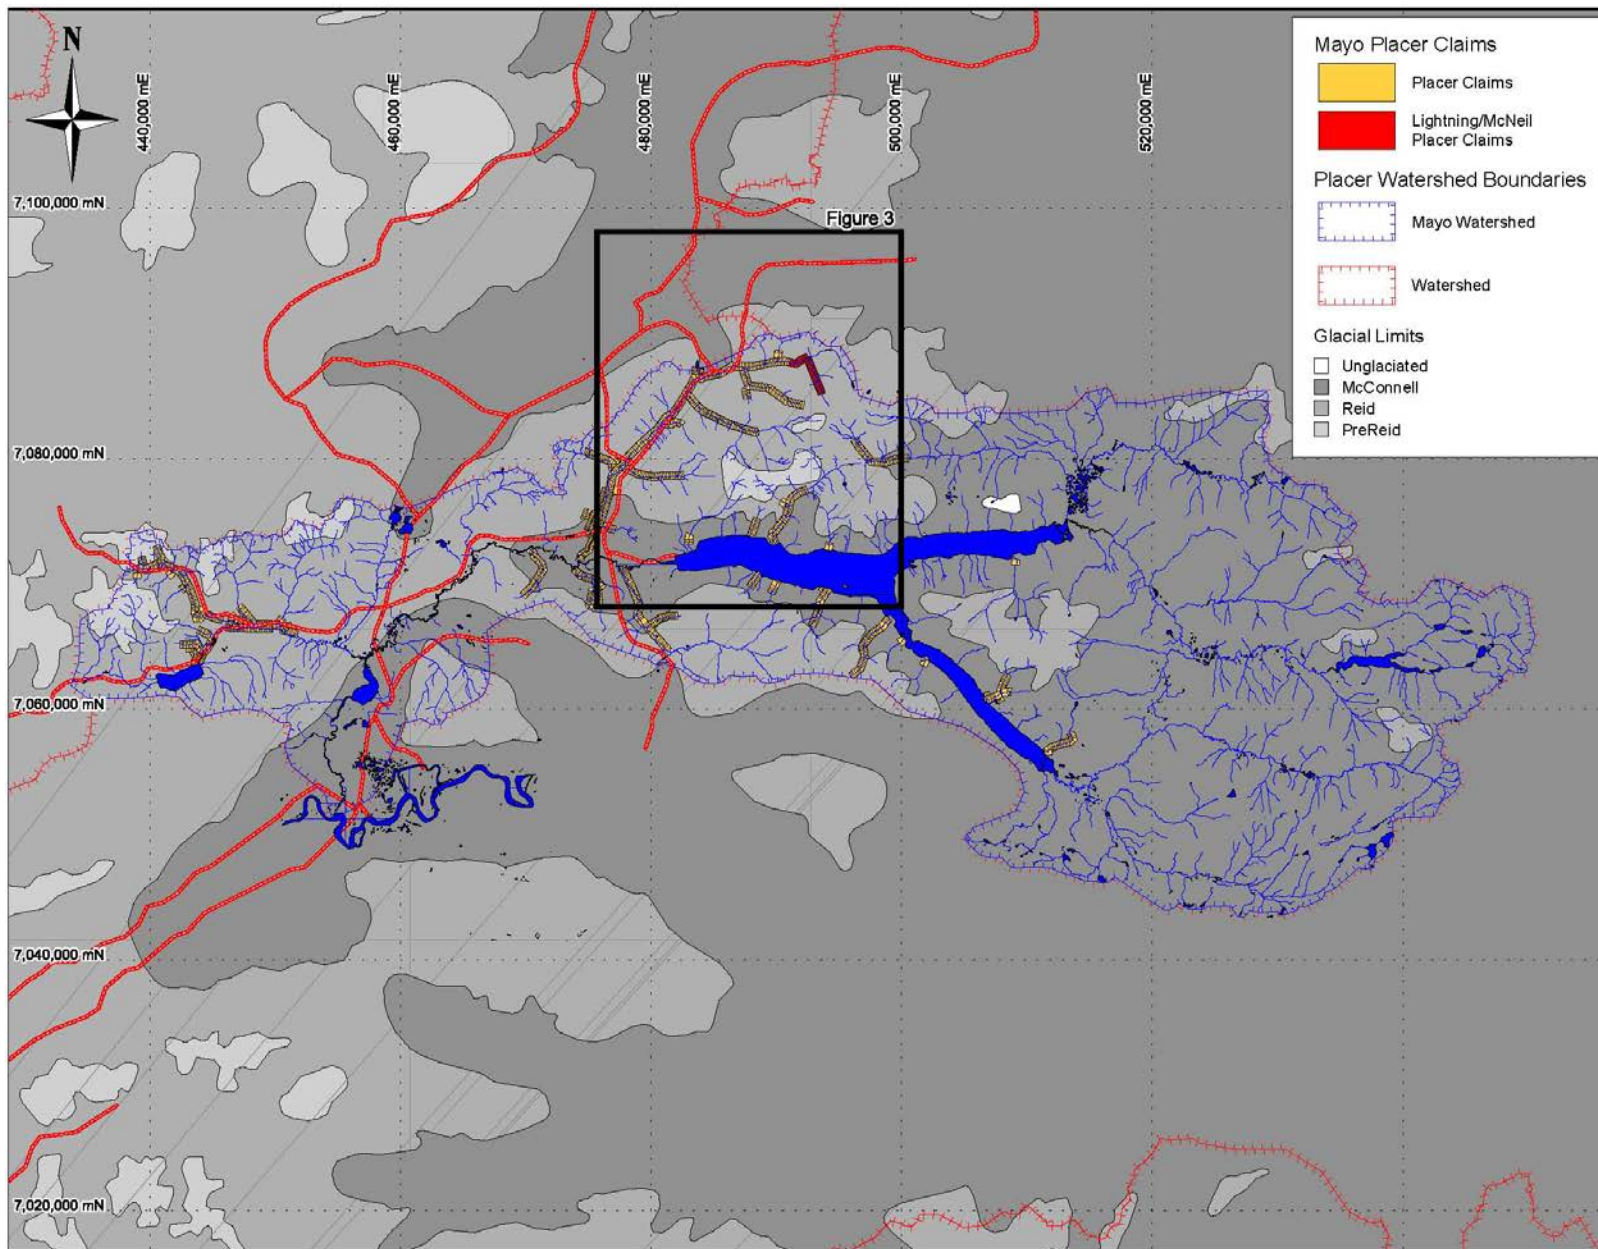 N
440,000 mE
460,000 mE
480,000 mE
500,000 mE
520,000 mE
Mayo Placer Claims
Placer Claims
Lightning/McNeil
Placer Claims
Placer Watershed Boundaries
Mayo Watershed
Watershed
Glacial Limits
Unglaciated
McConnell
Reid
PreReid
7,100,000 mN
Figure 3
7,080,000 mN
7,060,000 mN
7,040,000 mN
7,020,000 mN